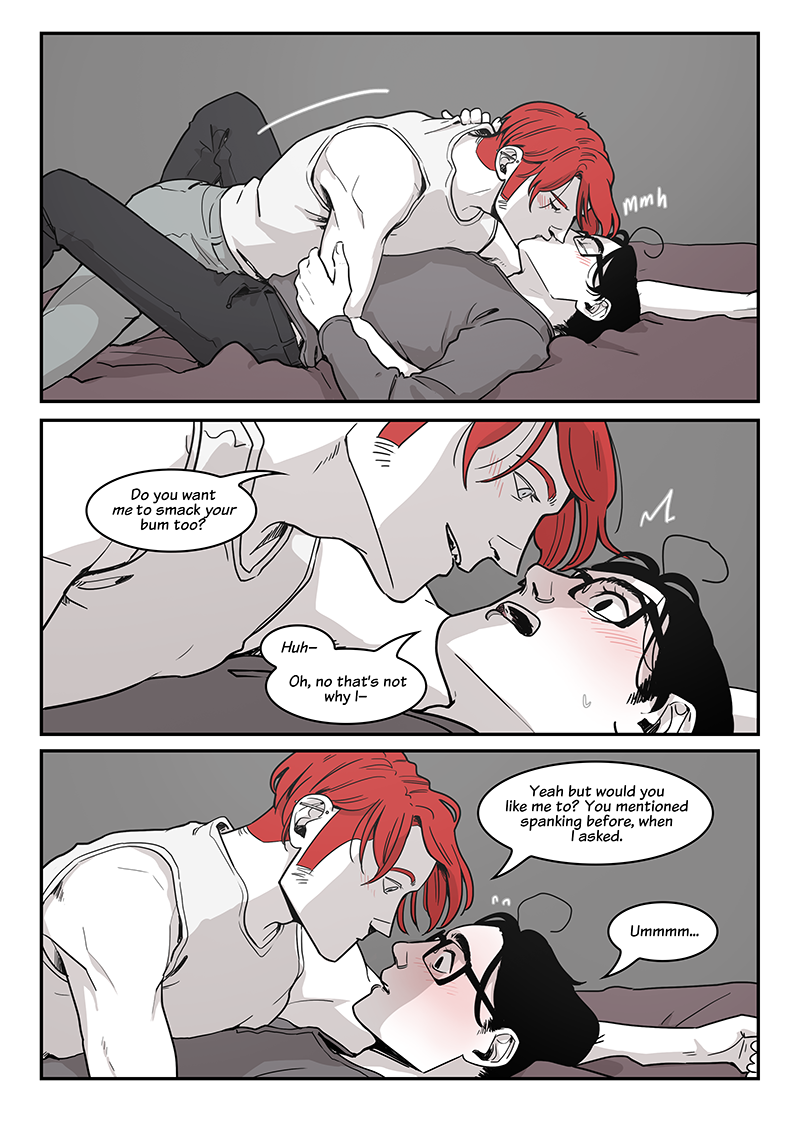 Mmh
Do you want
me to smack your
bum too?
Huh–
Oh, no that's not
why I–
Yeah but would you
like me to? You mentioned
spanking before, when
I asked.
Ummmm...